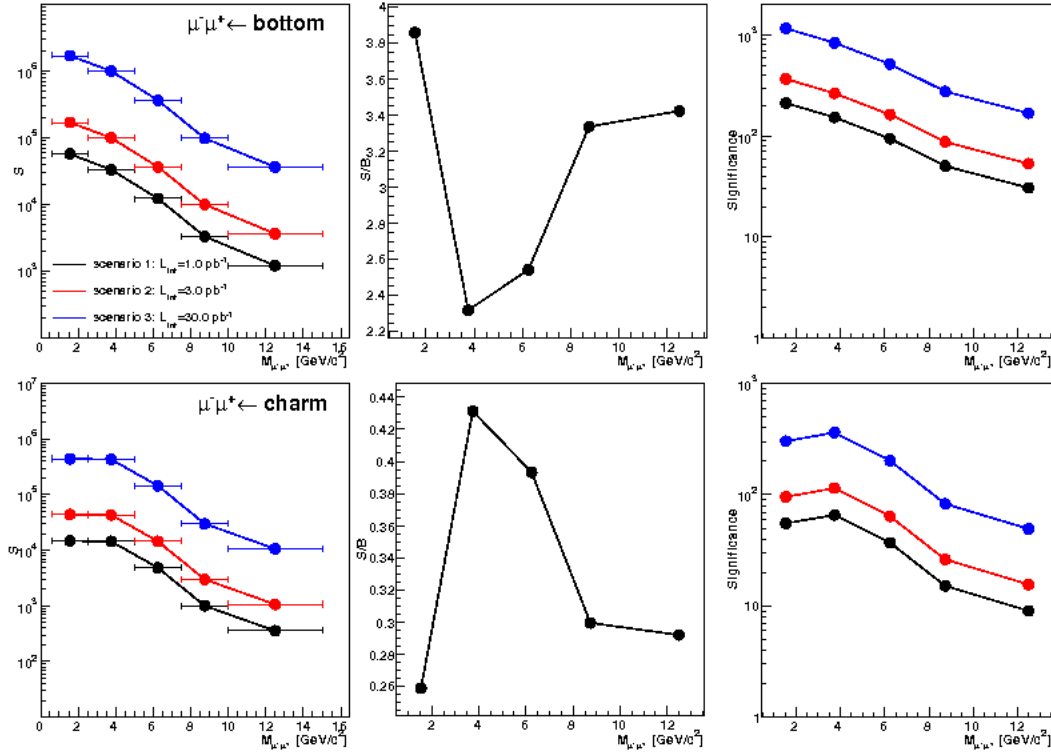 μ⁻μ⁺← bottom
S
10⁶
10⁵
10⁴
10³
scenario 1: L_int=1.0 pb⁻¹
scenario 2: L_int=3.0 pb⁻¹
scenario 3: L_int=30.0 pb⁻¹
0 2 4 6 8 10 12 14 16
M_μ⁻μ⁺ [GeV/c²]
S/B
4
3.8
3.6
3.4
3.2
3
2.8
2.6
2.4
2.2
2 4 6 8 10 12
M_μ⁻μ⁺ [GeV/c²]
Significance
10³
10²
10
1
2 4 6 8 10 12
M_μ⁻μ⁺ [GeV/c²]
μ⁻μ⁺← charm
S
10⁷
10⁶
10⁵
10⁴
10³
10²
0 2 4 6 8 10 12 14 16
M_μ⁻μ⁺ [GeV/c²]
S/B
0.44
0.42
0.4
0.38
0.36
0.34
0.32
0.3
0.28
0.26
2 4 6 8 10 12
M_μ⁻μ⁺ [GeV/c²]
Significance
10³
10²
10
1
2 4 6 8 10 12
M_μ⁻μ⁺ [GeV/c²]